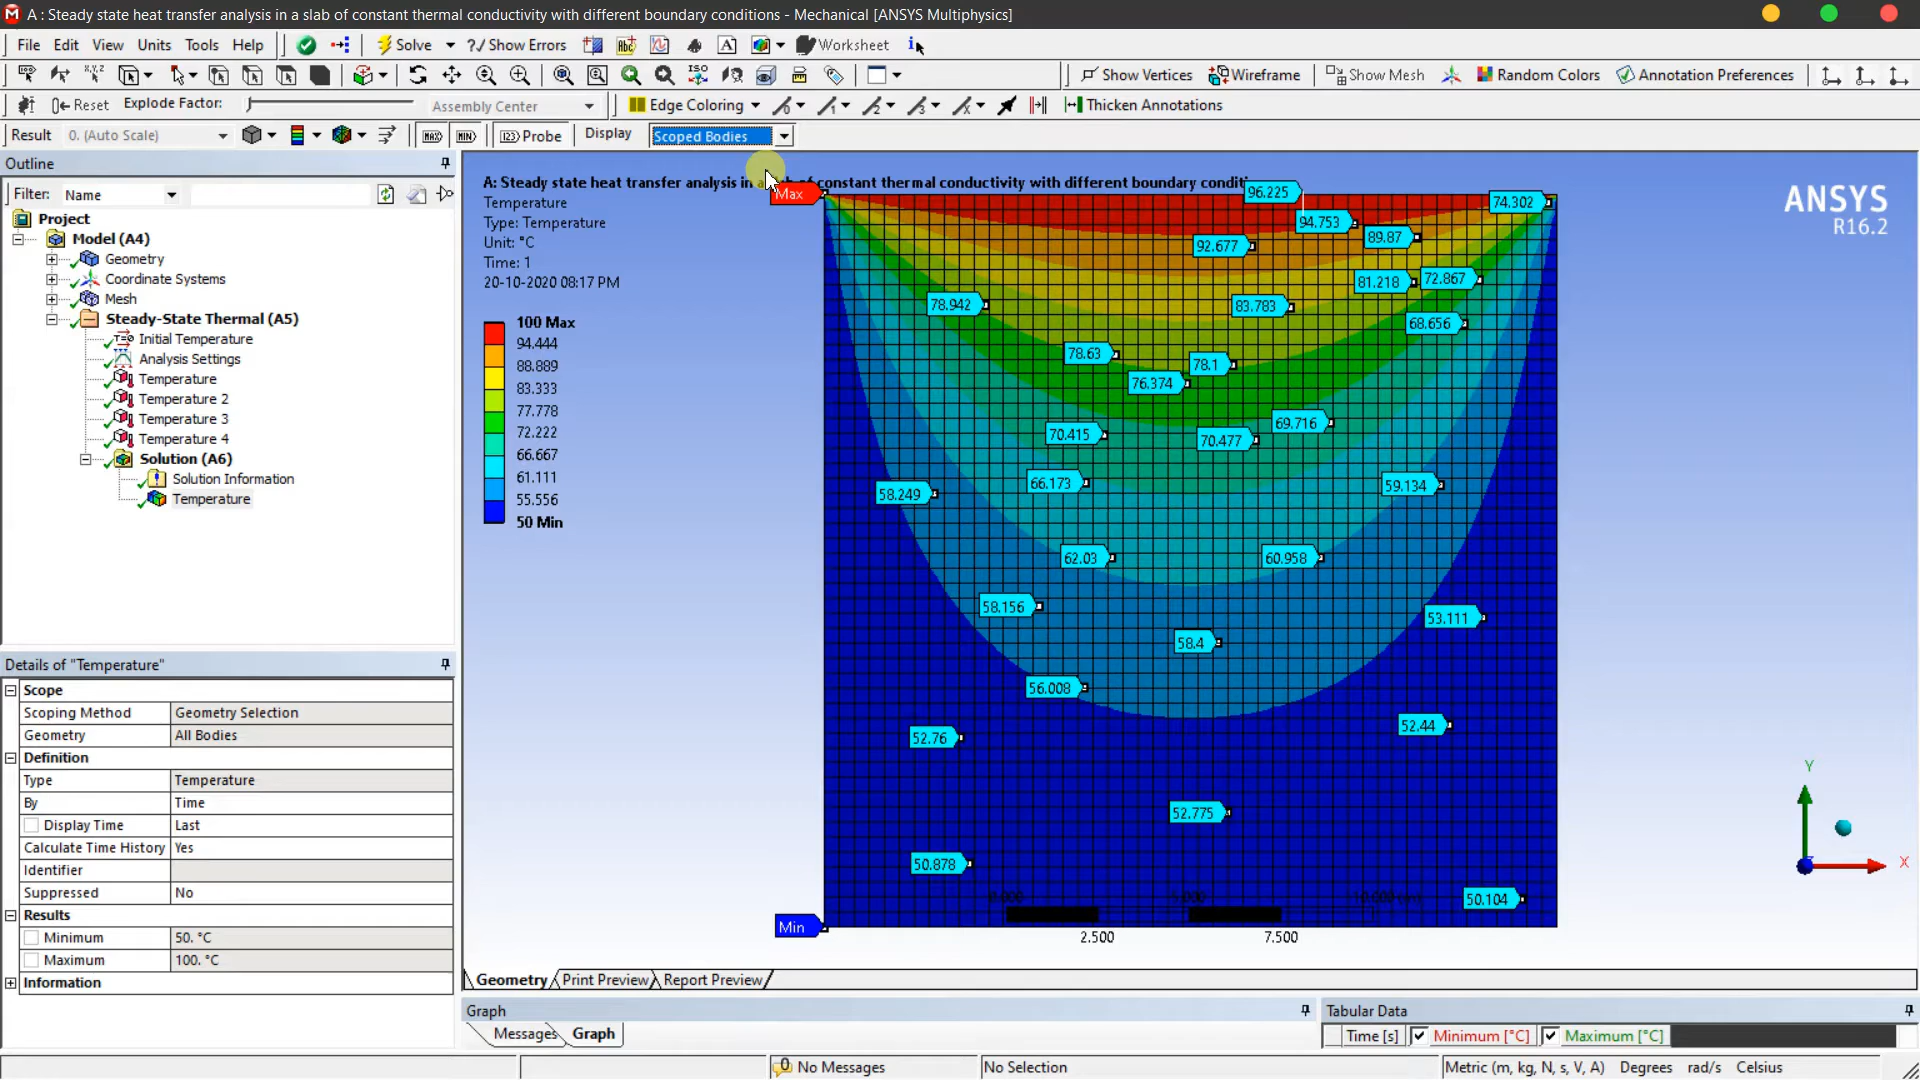 A : Steady state heat transfer analysis in a slab of constant thermal conductivity with different boundary conditions - Mechanical [ANSYS Multiphysics]
File Edit View Units Tools Help Solve ?/ Show Errors Worksheet
Show Vertices Wireframe Show Mesh Random Colors Annotation Preferences
Reset Explode Factor: Assembly Center Edge Coloring Thicken Annotations
Result 0. (Auto Scale) MAX MIN Probe Display Scoped Bodies
Outline
Filter: Name
Project
Model (A4)
Geometry
Coordinate Systems
Mesh
Steady-State Thermal (A5)
Initial Temperature
Analysis Settings
Temperature
Temperature 2
Temperature 3
Temperature 4
Solution (A6)
Solution Information
Temperature
Details of "Temperature"
Scope
Scoping Method Geometry Selection
Geometry All Bodies
Definition
Type Temperature
By Time
Display Time Last
Calculate Time History Yes
Identifier
Suppressed No
Results
Minimum 50. °C
Maximum 100. °C
Information
A: Steady state heat transfer analysis in a constant thermal conductivity with different boundary
Temperature
Type: Temperature
Unit: °C
Time: 1
20-10-2020 08:17 PM
100 Max
94.444
88.889
83.333
77.778
72.222
66.667
61.111
55.556
50 Min
ANSYS
R16.2
Max
96.225
74.302
94.753
89.87
92.677
81.218
72.867
78.942
83.783
68.656
78.63
78.1
76.374
69.716
70.415
70.477
66.173
59.134
58.249
62.03
60.958
58.156
53.111
58.4
56.008
52.76
52.44
52.775
50.878
50.104
Min
2.500 7.500
Y
X
Geometry Print Preview Report Preview
Graph
Messages Graph
Tabular Data
Time [s] Minimum [°C] Maximum [°C]
0 No Messages No Selection Metric (m, kg, N, s, V, A) Degrees rad/s Celsius